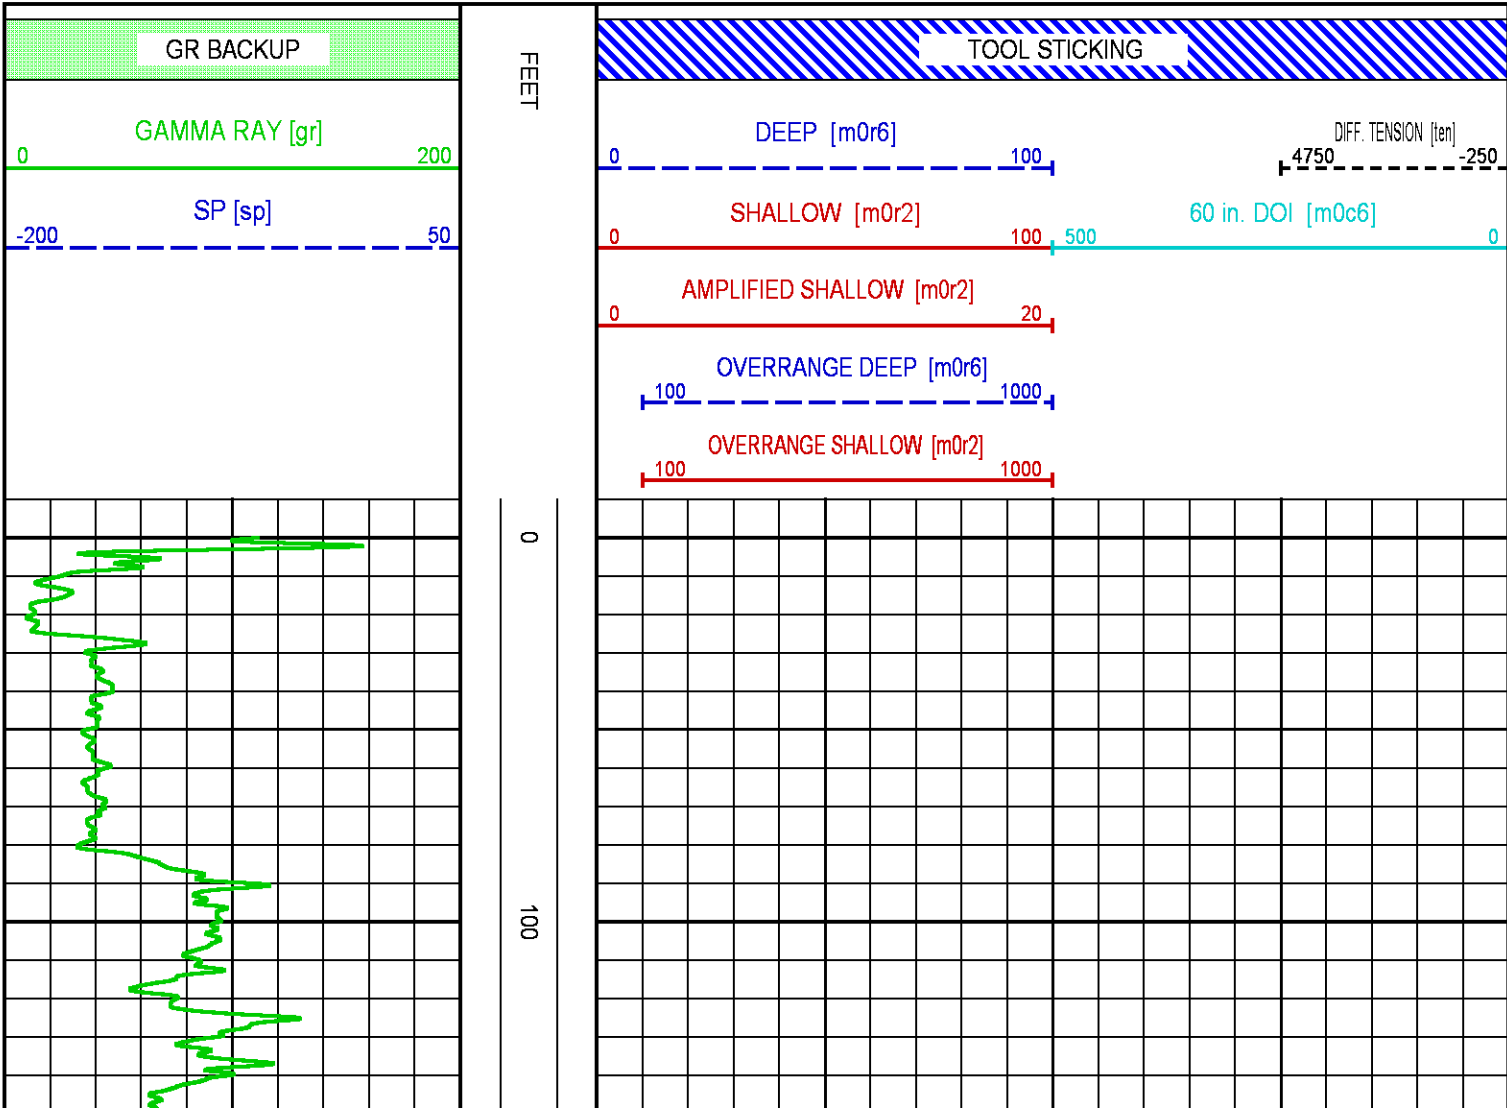 GR BACKUP
FEET
TOOL STICKING
GAMMA RAY [gr]
0 200
SP [sp]
-200 50
DEEP [m0r6]
0 100
DIFF. TENSION [ten]
4750 -250
SHALLOW [m0r2]
0 100
60 in. DOI [m0c6]
500 0
AMPLIFIED SHALLOW [m0r2]
0 20
OVERRANGE DEEP [m0r6]
100 1000
OVERRANGE SHALLOW [m0r2]
100 1000
0
100